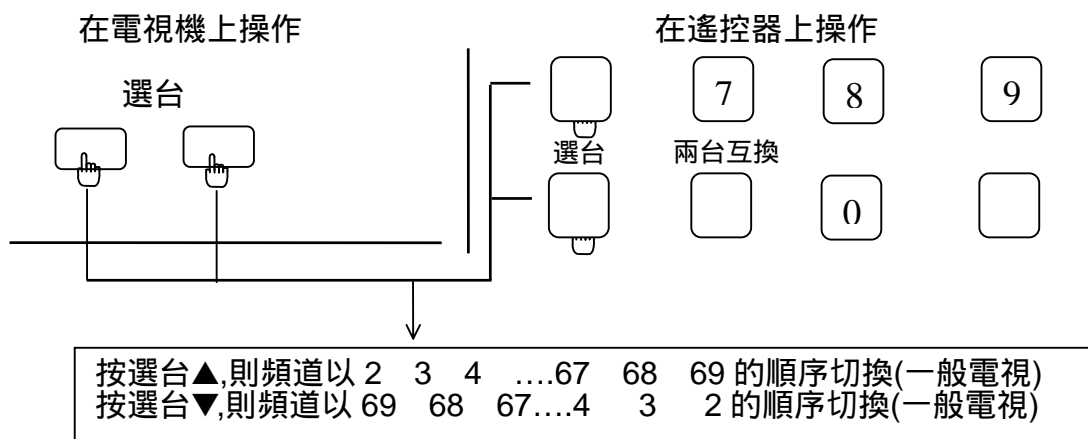 在電視機上操作
在遙控器上操作
選台
7 8 9
選台 兩台互換
0
按選台▲,則頻道以 2 3 4 ….67 68 69 的順序切換(一般電視)
按選台▼,則頻道以 69 68 67….4 3 2 的順序切換(一般電視)